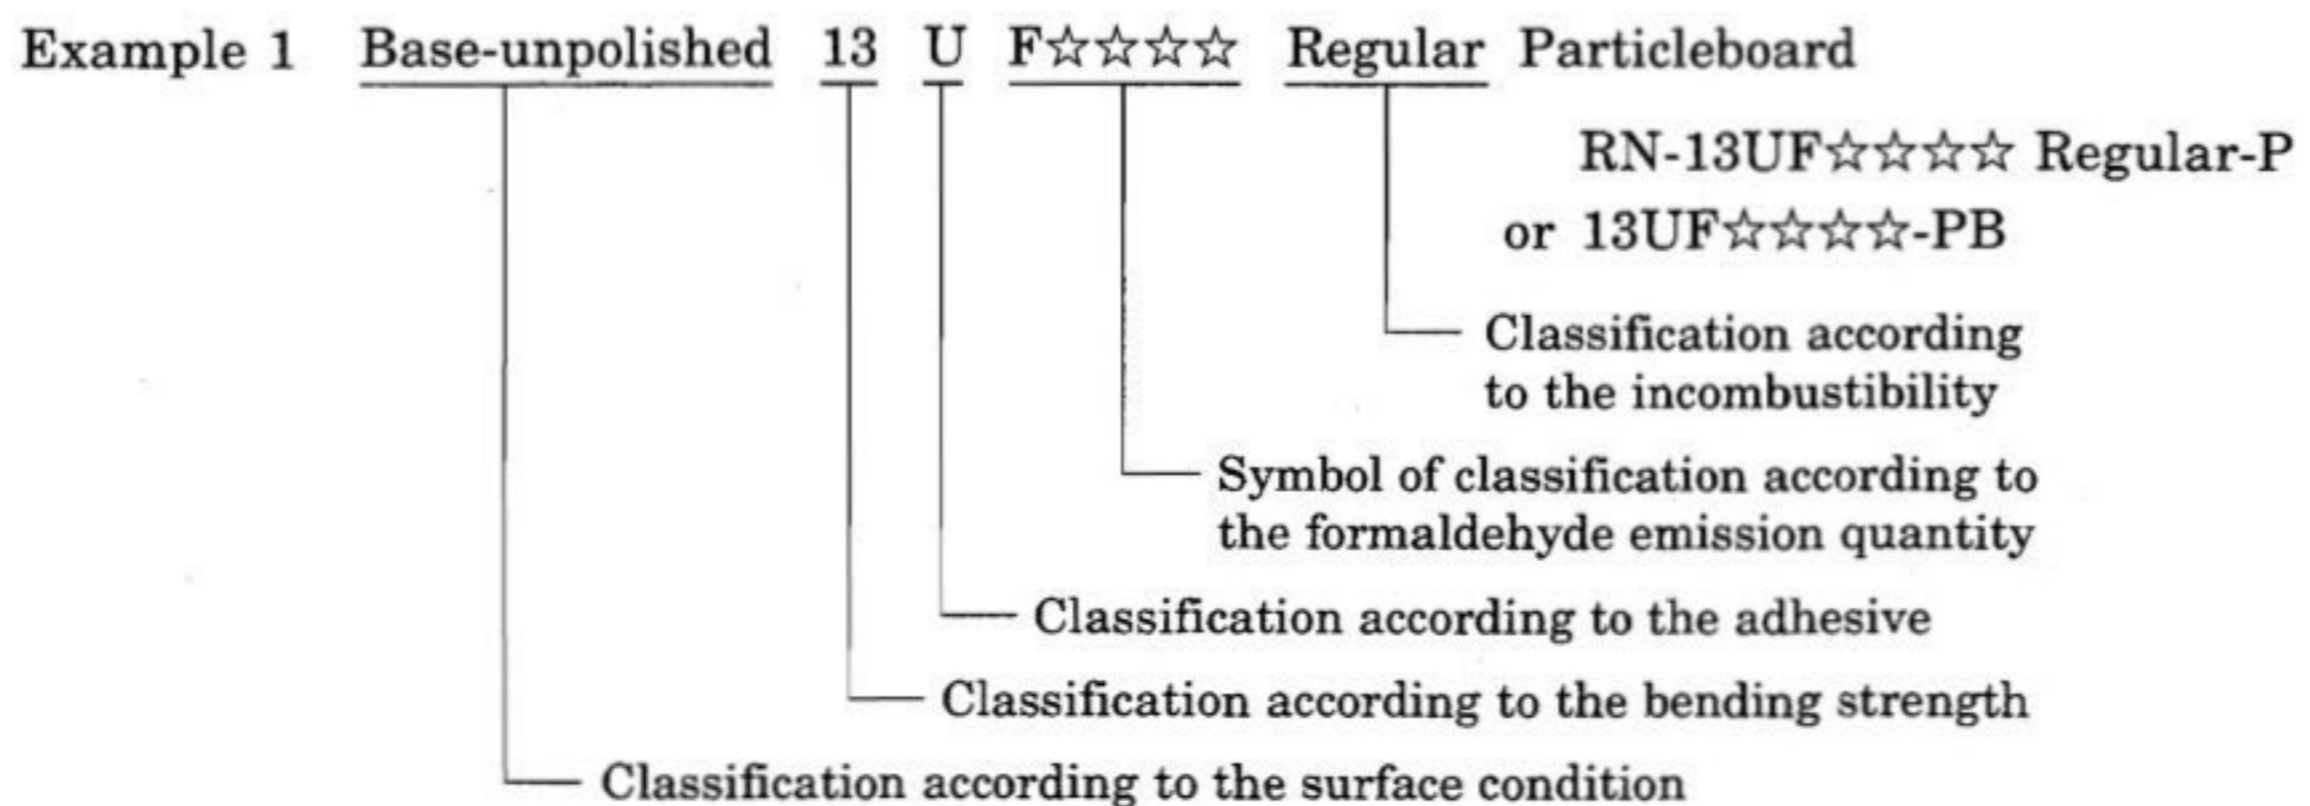 Example 1 Base-unpolished 13 U F☆☆☆☆ Regular Particleboard
RN-13UF☆☆☆☆ Regular-P
or 13UF☆☆☆☆-PB
Classification according
to the incombustibility
Symbol of classification according to
the formaldehyde emission quantity
Classification according to the adhesive
Classification according to the bending strength
Classification according to the surface condition